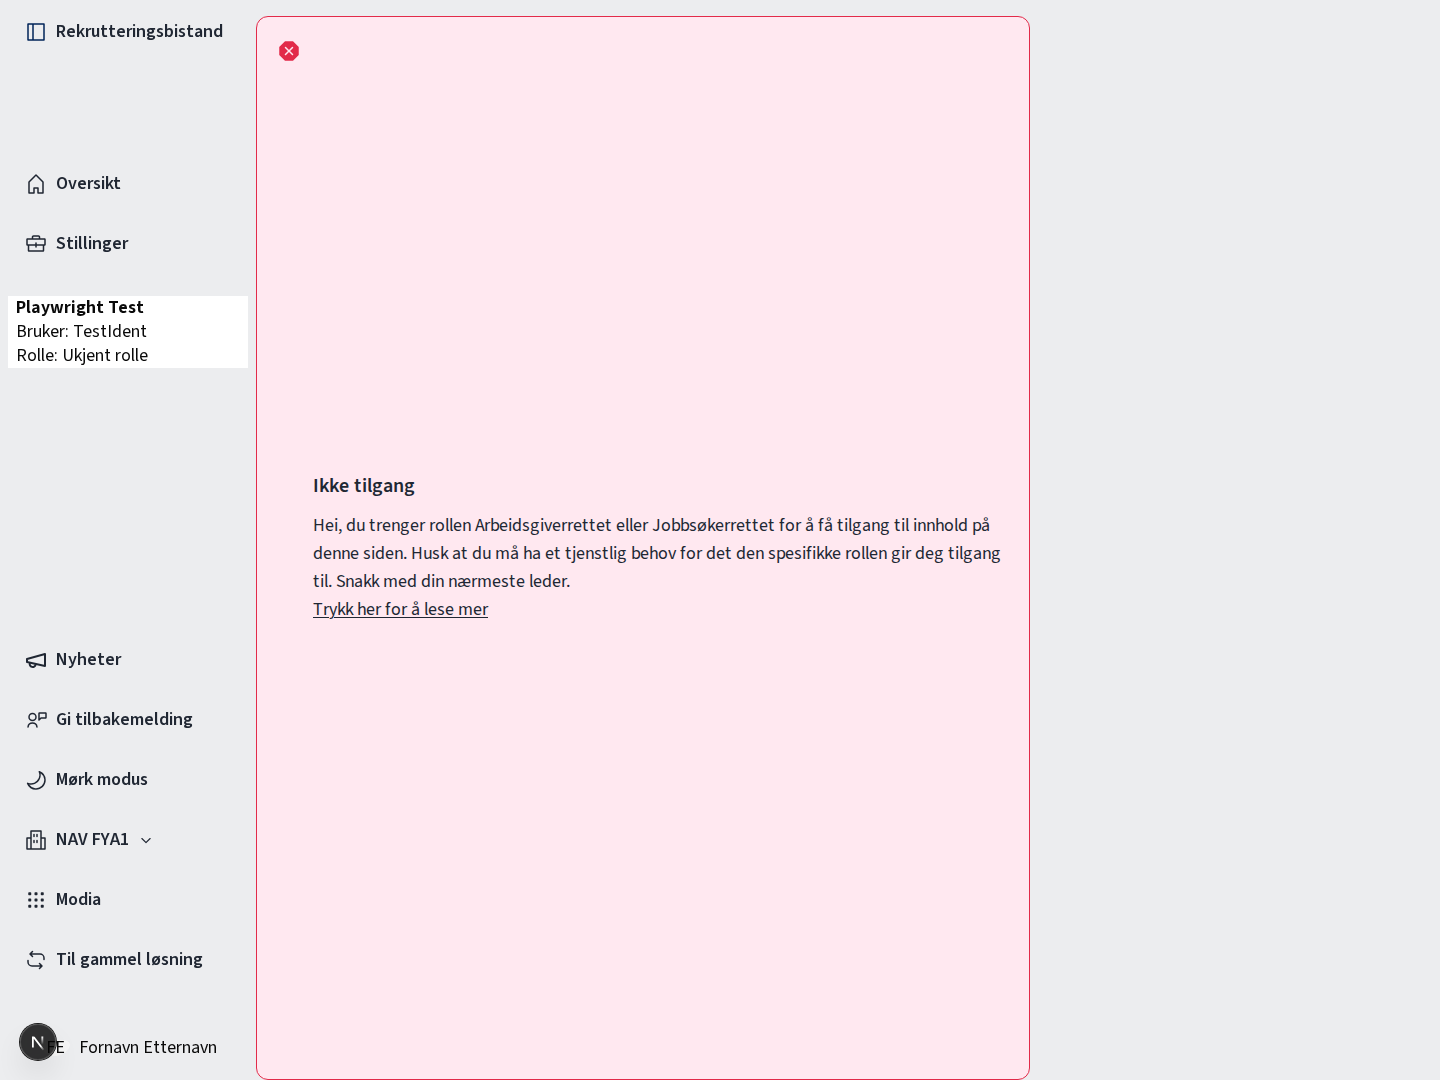 Rekrutteringsbistand
Oversikt
Stillinger
Playwright Test
Bruker: TestIdent
Rolle: Ukjent rolle
Nyheter
Gi tilbakemelding
Mørk modus
NAV FYA1
Modia
Til gammel løsning
N
FE Fornavn Etternavn
Ikke tilgang
Hei, du trenger rollen Arbeidsgiverrettet eller Jobbsøkerrettet for å få tilgang til innhold på
denne siden. Husk at du må ha et tjenstlig behov for det den spesifikke rollen gir deg tilgang
til. Snakk med din nærmeste leder.
Trykk her for å lese mer